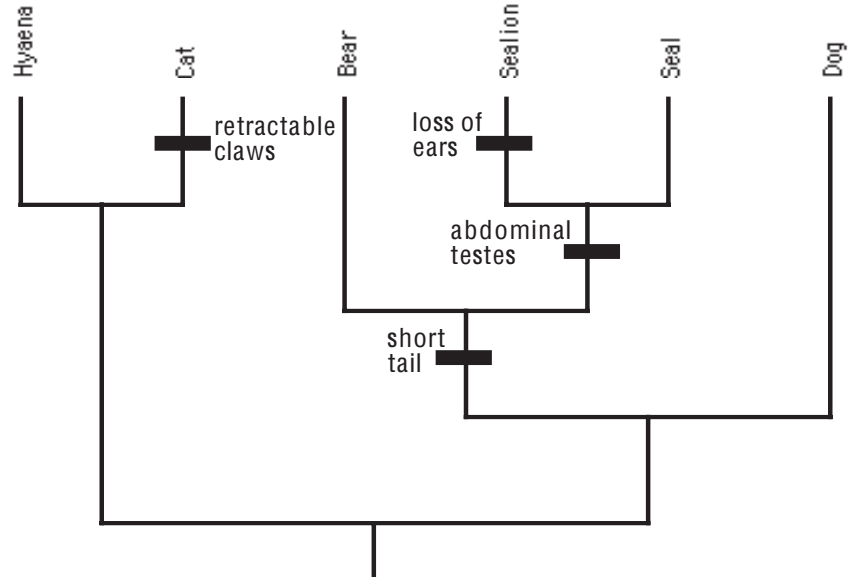 Hyaena
Cat
Bear
Sealion
Seal
Dog
retractable
claws
loss of
ears
abdominal
testes
short
tail